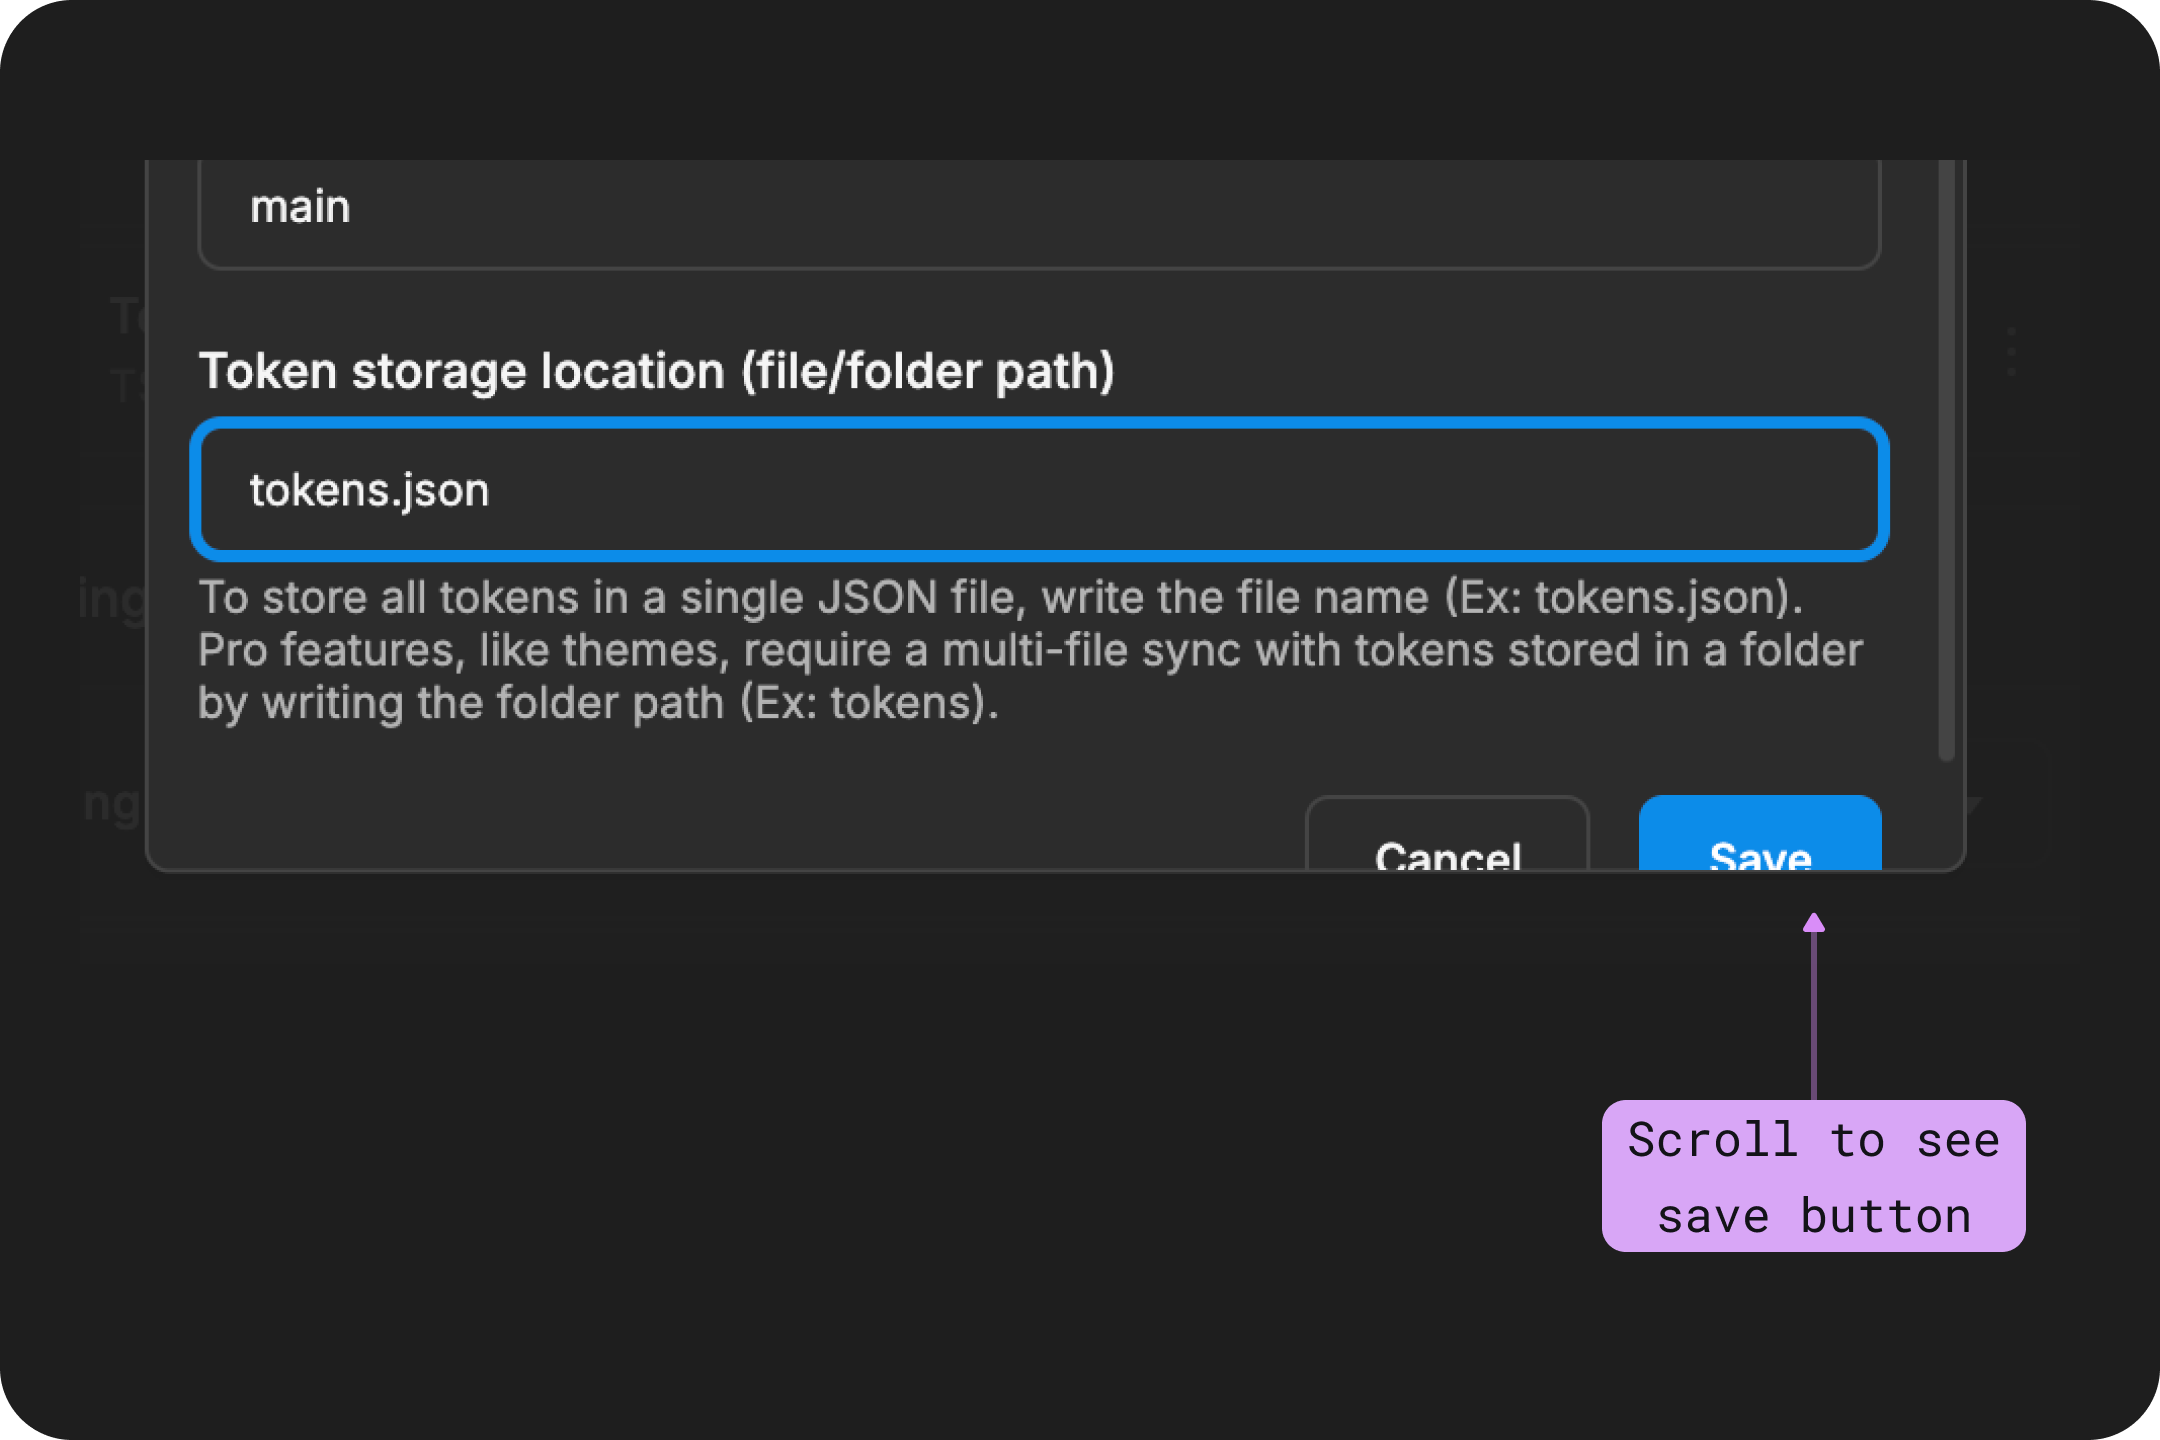 main
Token storage location (file/folder path)
tokens.json
To store all tokens in a single JSON file, write the file name (Ex: tokens.json).
Pro features, like themes, require a multi-file sync with tokens stored in a folder
by writing the folder path (Ex: tokens).
Cancel
Save
Scroll to see
save button